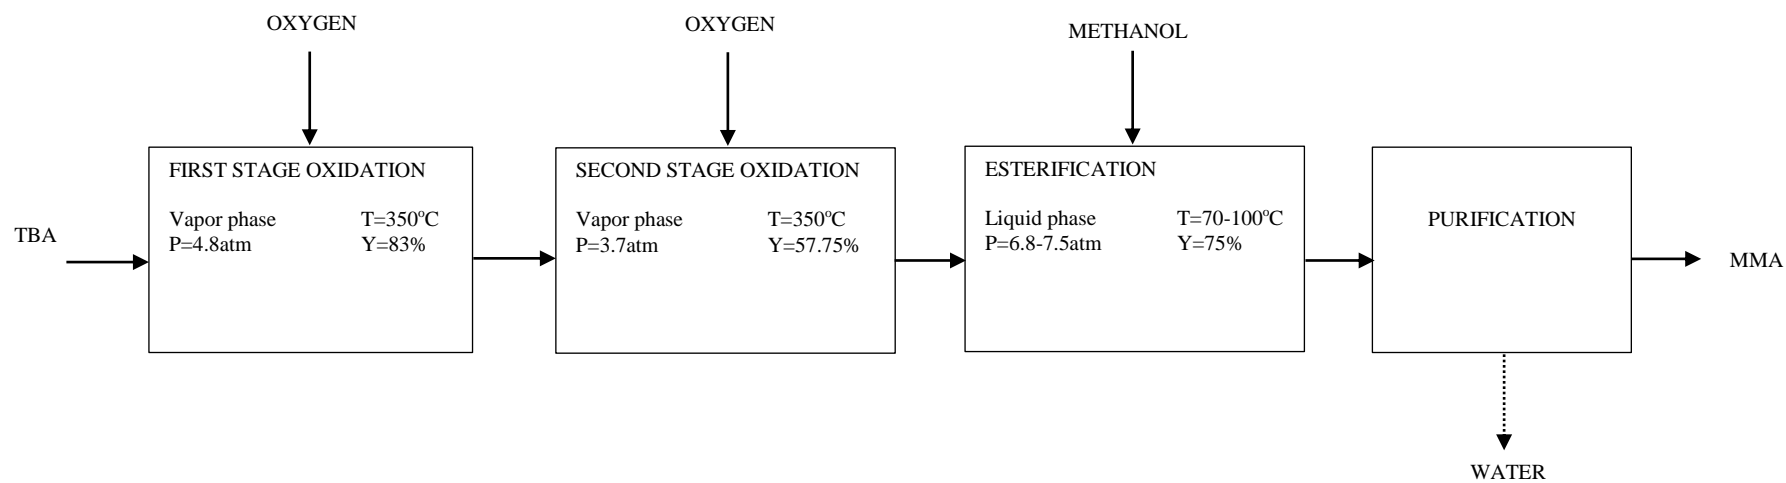 OXYGEN
OXYGEN
METHANOL
TBA
FIRST STAGE OXIDATION
Vapor phase T=350°C
P=4.8atm Y=83%
SECOND STAGE OXIDATION
Vapor phase T=350°C
P=3.7atm Y=57.75%
ESTERIFICATION
Liquid phase T=70-100°C
P=6.8-7.5atm Y=75%
PURIFICATION
MMA
WATER